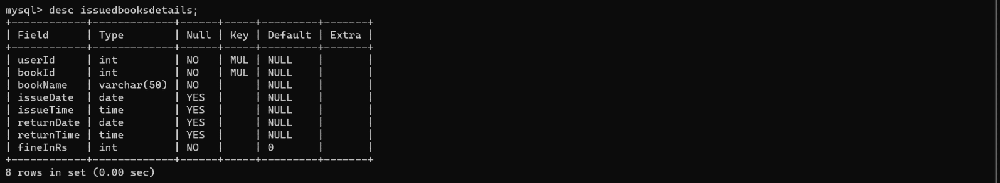 mysql> desc issuedbooksdetails;
+------------+-------------+------+-----+---------+-------+
| Field      | Type        | Null | Key | Default | Extra |
+------------+-------------+------+-----+---------+-------+
| userId     | int         | NO   | MUL | NULL    |       |
| bookId     | int         | NO   | MUL | NULL    |       |
| bookName   | varchar(50) | NO   |     | NULL    |       |
| issueDate  | date        | YES  |     | NULL    |       |
| issueTime  | time        | YES  |     | NULL    |       |
| returnDate | date        | YES  |     | NULL    |       |
| returnTime | time        | YES  |     | NULL    |       |
| fineInRs   | int         | NO   |     | 0       |       |
+------------+-------------+------+-----+---------+-------+
8 rows in set (0.00 sec)